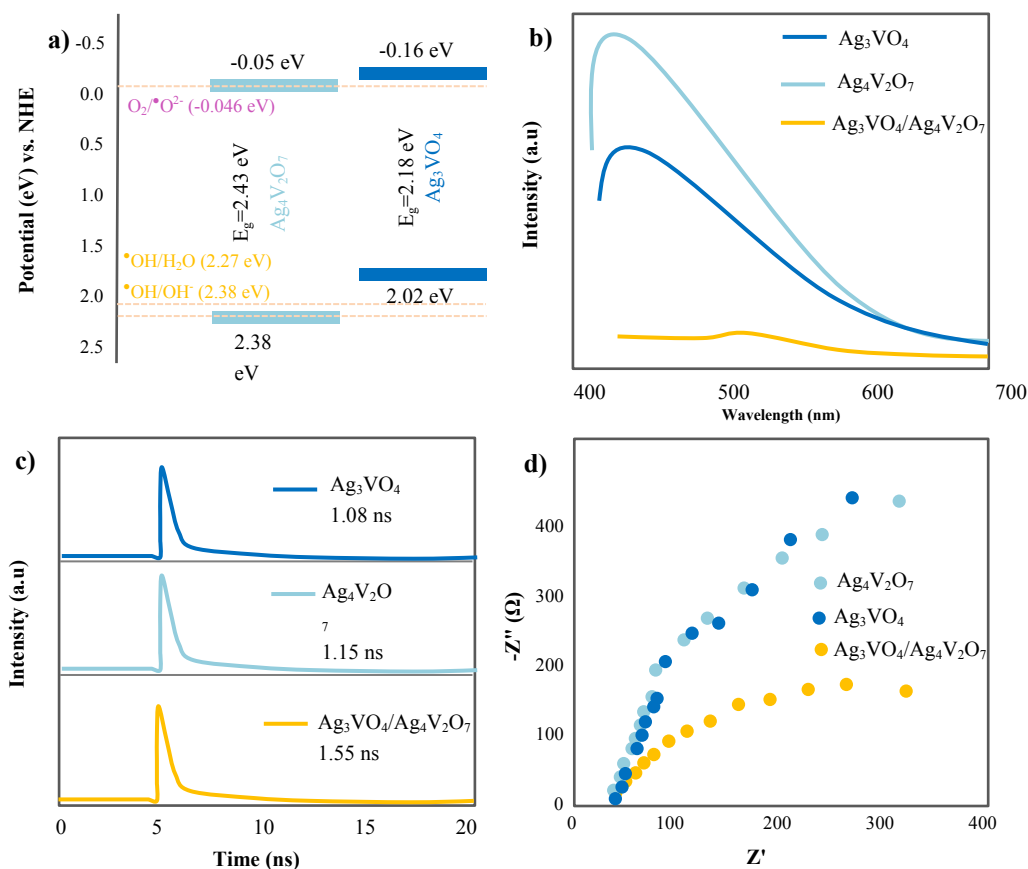 a)
-0.5
0.0
0.5
1.0
1.5
2.0
2.5
Potential (eV) vs. NHE
-0.05 eV
-0.16 eV
O₂/•O²⁻ (-0.046 eV)
E_g=2.43 eV
Ag₄V₂O₇
E_g=2.18 eV
Ag₃VO₄
•OH/H₂O (2.27 eV)
•OH/OH⁻ (2.38 eV)
2.02 eV
2.38
eV
b)
Ag₃VO₄
Ag₄V₂O₇
Ag₃VO₄/Ag₄V₂O₇
Intensity (a.u)
400 500 600 700
Wavelength (nm)
c)
Ag₃VO₄
1.08 ns
Ag₄V₂O
7
1.15 ns
Ag₃VO₄/Ag₄V₂O₇
1.55 ns
Intensity (a.u)
0 5 10 15 20
Time (ns)
d)
400
300
200
100
0
-Z" (Ω)
Ag₄V₂O₇
Ag₃VO₄
Ag₃VO₄/Ag₄V₂O₇
0 100 200 300 400
Z'